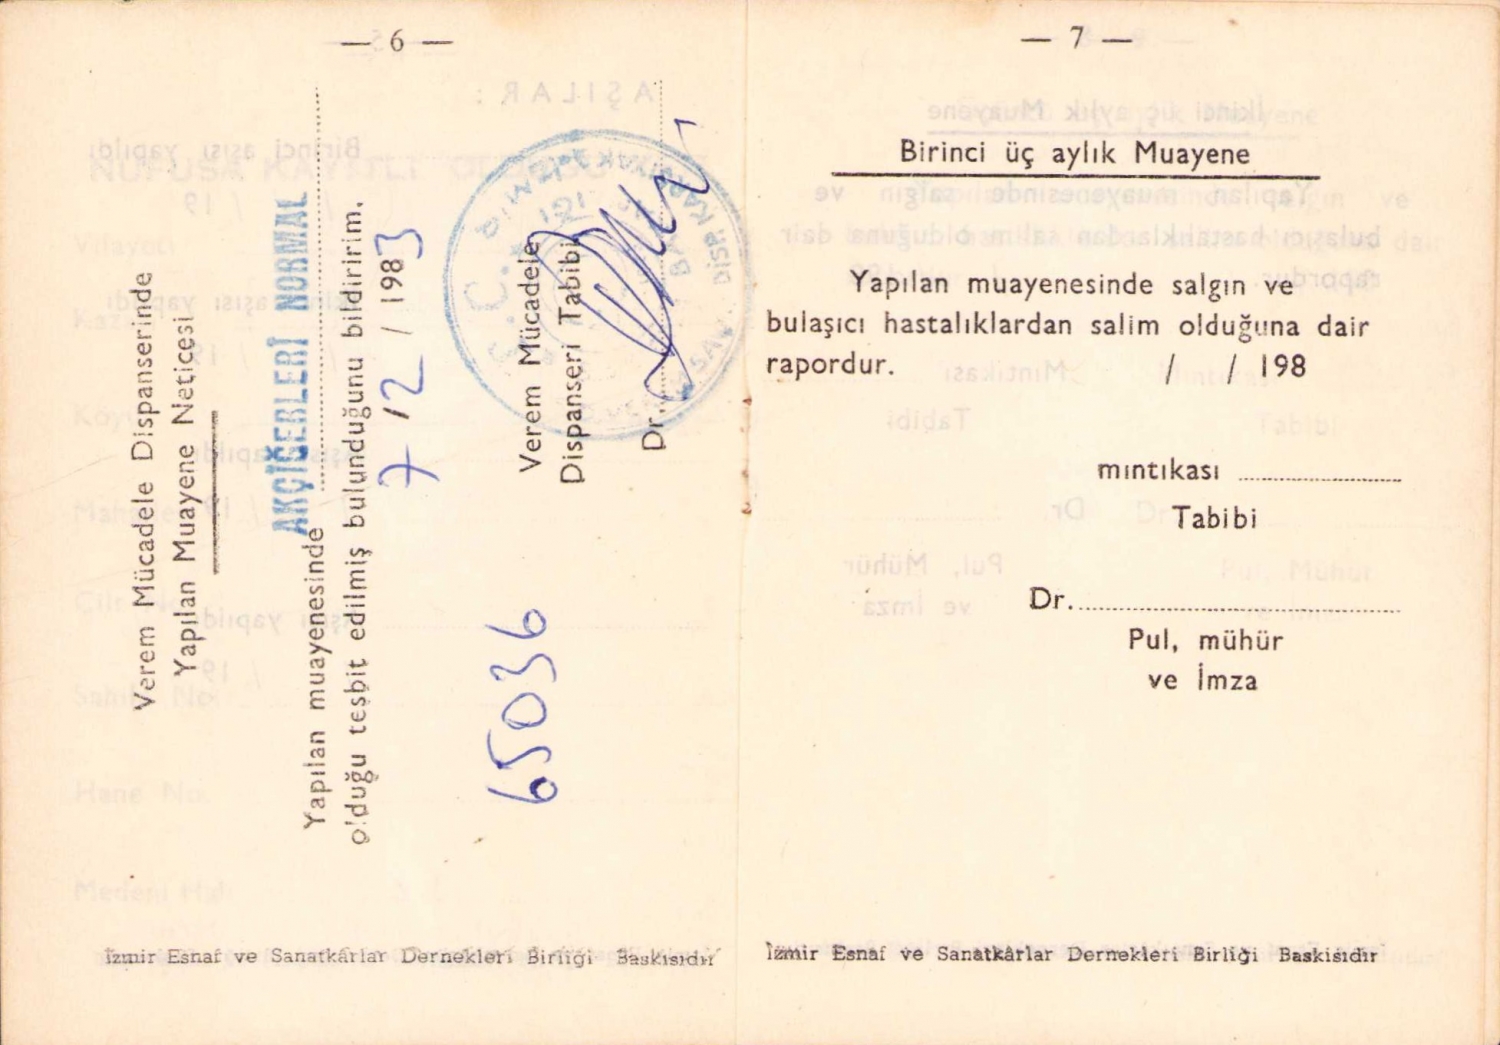 — 6 —
Verem Mücadele Dispanserinde
Yapılan Muayene Neticesi
AKÇİĞERLERİ NORMAL
Yapılan muayenesinde ........................
olduğu tesbit edilmiş bulunduğunu bildiririm.
7 / 2 / 1983
Verem Mücadele
Dispanseri Tabibi
Dr. ........................
65036
İzmir Esnaf ve Sanatkârlar Dernekleri Birliği Baskısıdır
— 7 —
Birinci üç aylık Muayene
Yapılan muayenesinde salgın ve
bulaşıcı hastalıklardan salim olduğuna dair
rapordur. / / 198
mıntıkası ........................
Tabibi
Dr. ........................
Pul, mühür
ve İmza
İzmir Esnaf ve Sanatkârlar Dernekleri Birliği Baskısıdır